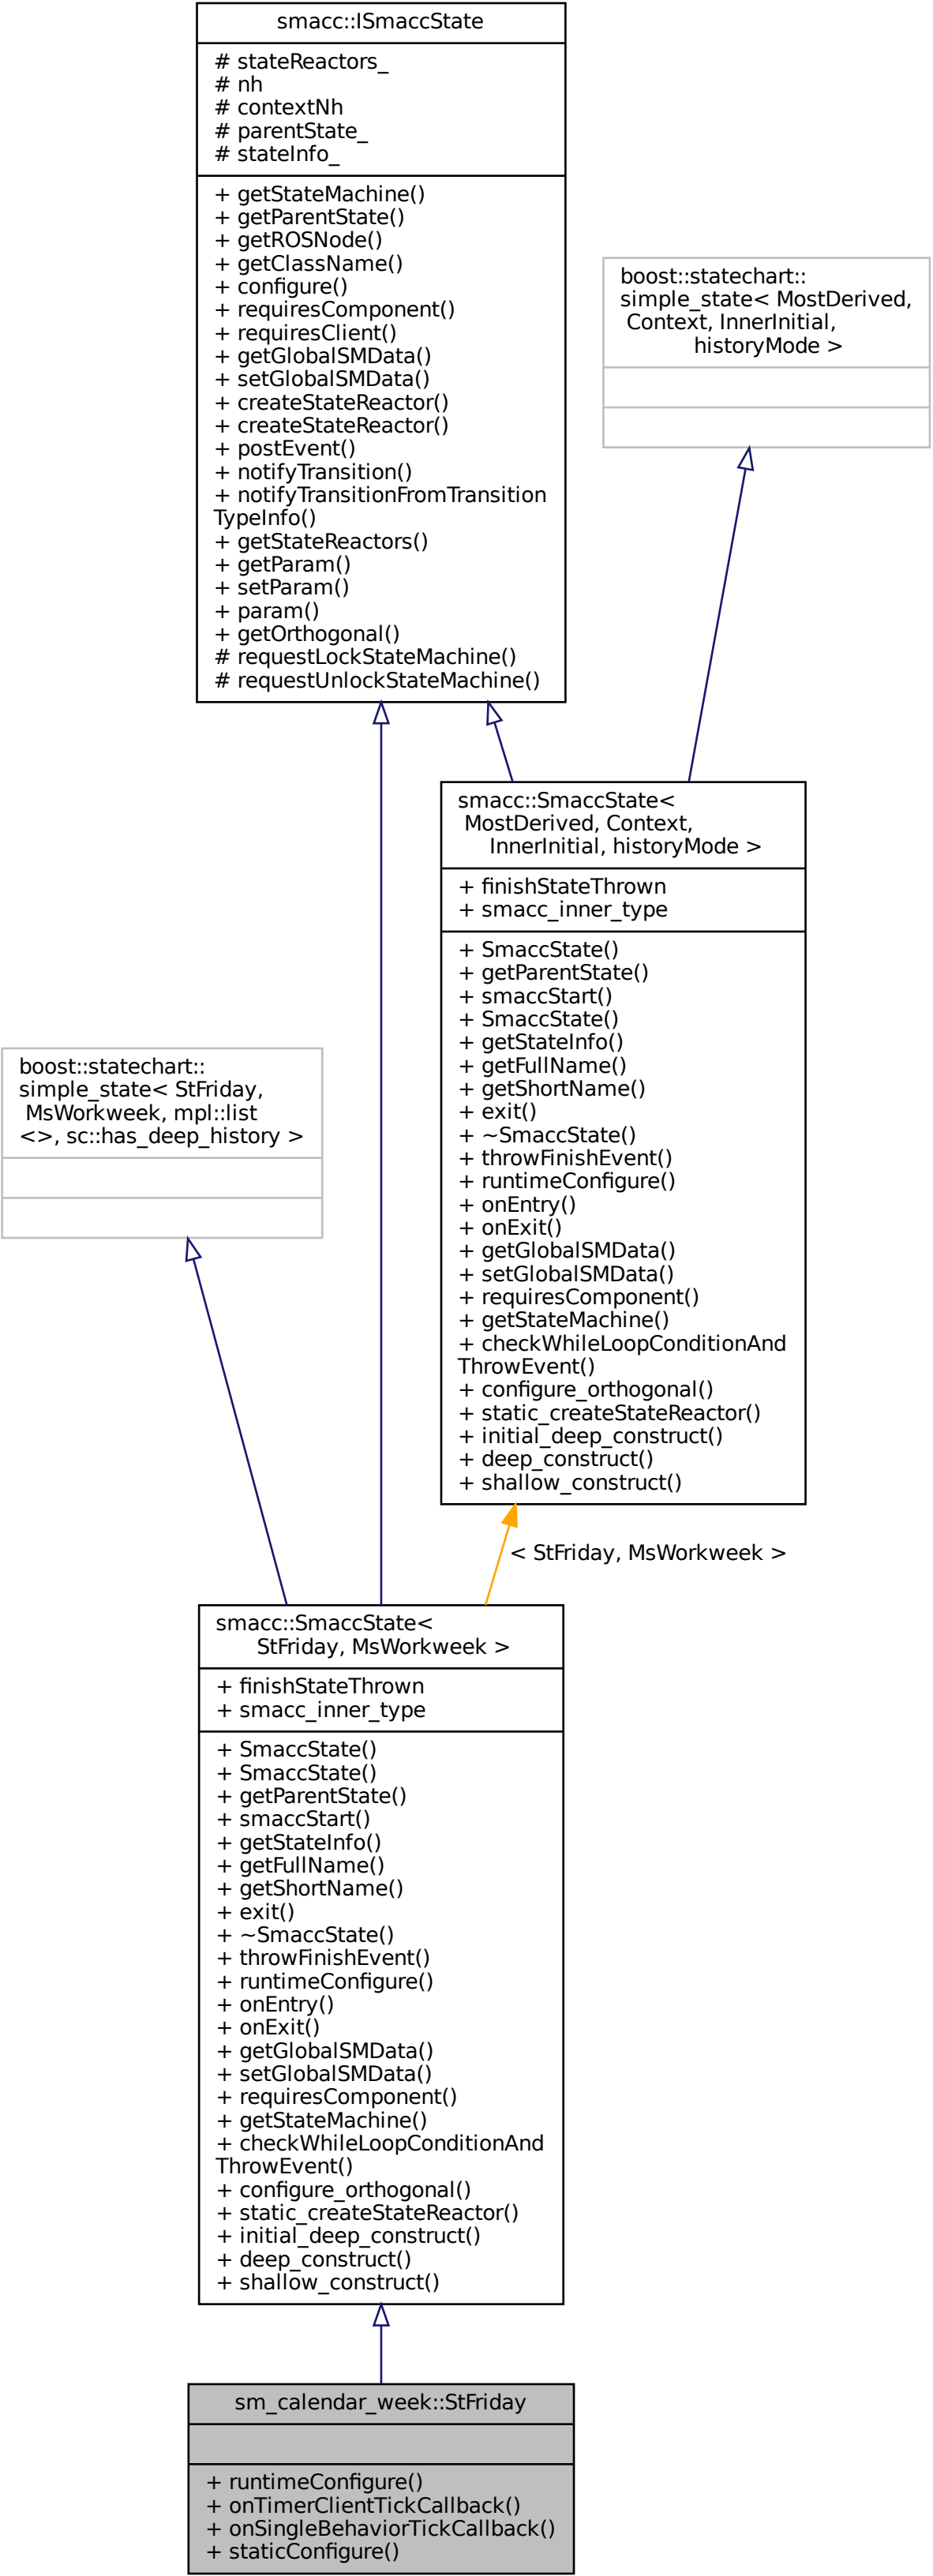 smacc::ISmaccState
# stateReactors_
# nh
# contextNh
# parentState_
# stateInfo_
+ getStateMachine()
+ getParentState()
+ getROSNode()
+ getClassName()
+ configure()
+ requiresComponent()
+ requiresClient()
+ getGlobalSMData()
+ setGlobalSMData()
+ createStateReactor()
+ createStateReactor()
+ postEvent()
+ notifyTransition()
+ notifyTransitionFromTransition
TypeInfo()
+ getStateReactors()
+ getParam()
+ setParam()
+ param()
+ getOrthogonal()
# requestLockStateMachine()
# requestUnlockStateMachine()
boost::statechart::
simple_state< MostDerived,
Context, InnerInitial,
historyMode >
smacc::SmaccState<
MostDerived, Context,
InnerInitial, historyMode >
+ finishStateThrown
+ smacc_inner_type
+ SmaccState()
+ getParentState()
+ smaccStart()
+ SmaccState()
+ getStateInfo()
+ getFullName()
+ getShortName()
+ exit()
+ ~SmaccState()
+ throwFinishEvent()
+ runtimeConfigure()
+ onEntry()
+ onExit()
+ getGlobalSMData()
+ setGlobalSMData()
+ requiresComponent()
+ getStateMachine()
+ checkWhileLoopConditionAnd
ThrowEvent()
+ configure_orthogonal()
+ static_createStateReactor()
+ initial_deep_construct()
+ deep_construct()
+ shallow_construct()
boost::statechart::
simple_state< StFriday,
MsWorkweek, mpl::list
<>, sc::has_deep_history >
< StFriday, MsWorkweek >
smacc::SmaccState<
StFriday, MsWorkweek >
+ finishStateThrown
+ smacc_inner_type
+ SmaccState()
+ SmaccState()
+ getParentState()
+ smaccStart()
+ getStateInfo()
+ getFullName()
+ getShortName()
+ exit()
+ ~SmaccState()
+ throwFinishEvent()
+ runtimeConfigure()
+ onEntry()
+ onExit()
+ getGlobalSMData()
+ setGlobalSMData()
+ requiresComponent()
+ getStateMachine()
+ checkWhileLoopConditionAnd
ThrowEvent()
+ configure_orthogonal()
+ static_createStateReactor()
+ initial_deep_construct()
+ deep_construct()
+ shallow_construct()
sm_calendar_week::StFriday
+ runtimeConfigure()
+ onTimerClientTickCallback()
+ onSingleBehaviorTickCallback()
+ staticConfigure()